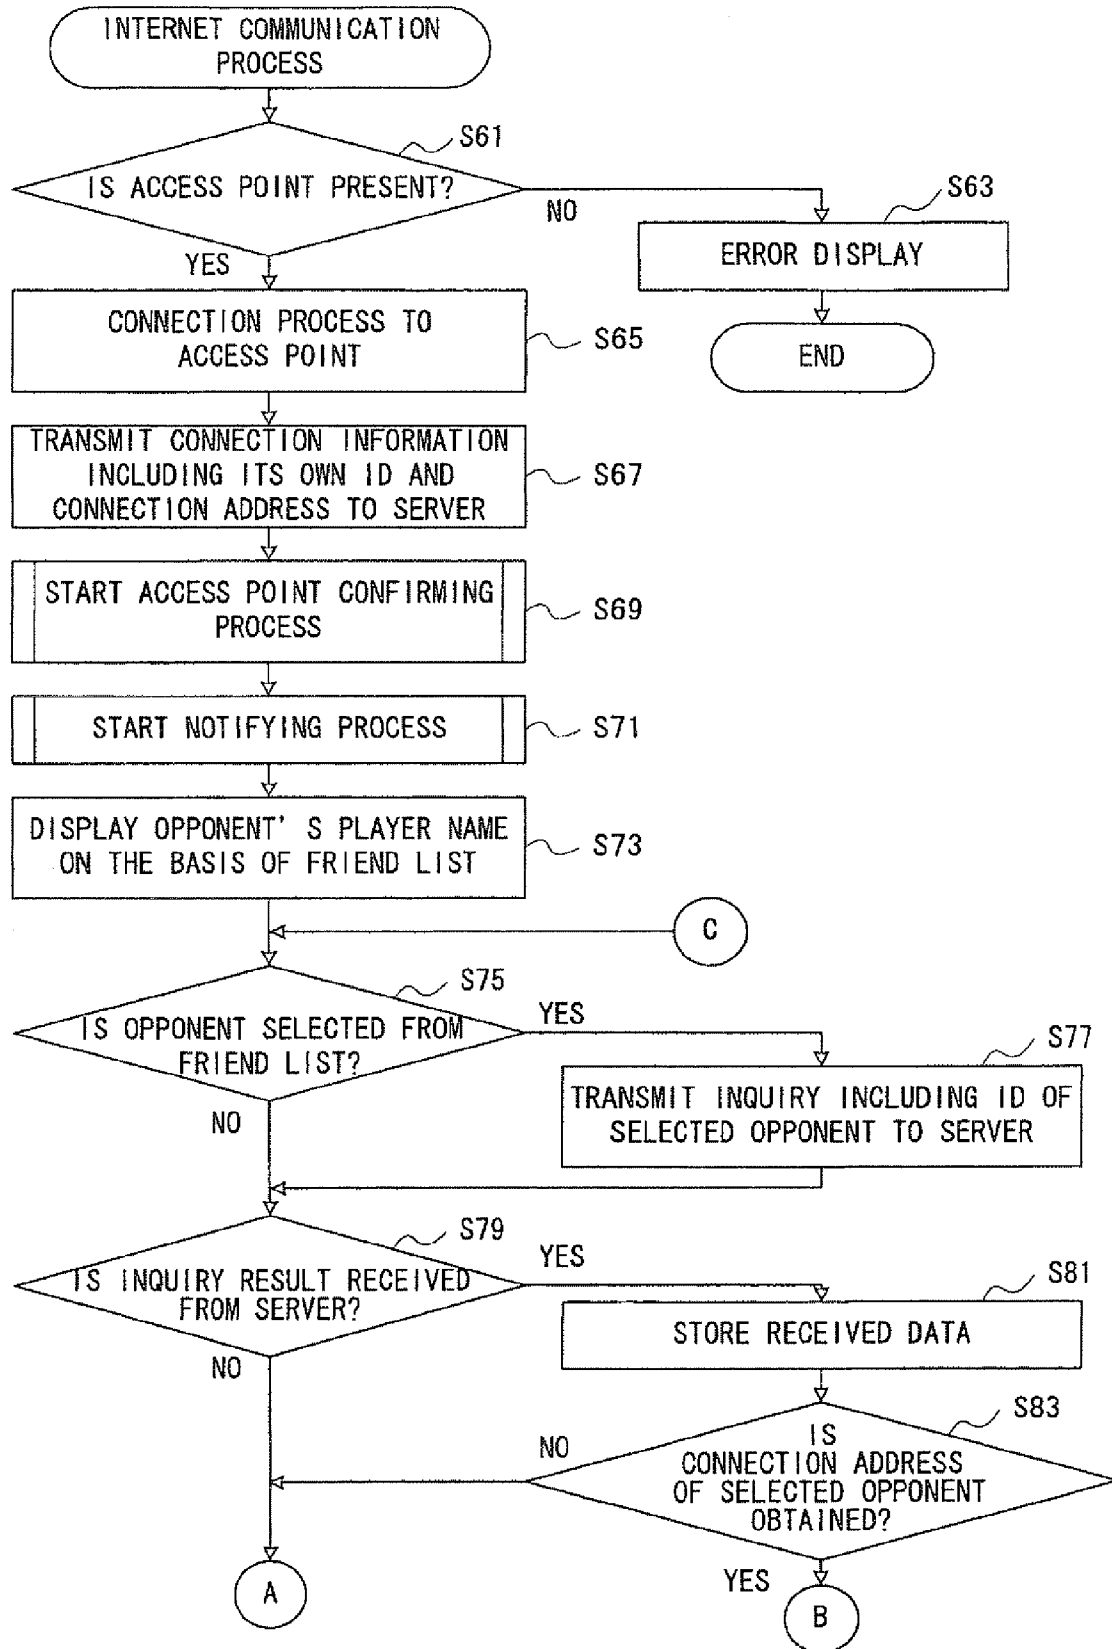 INTERNET COMMUNICATION
PROCESS
S61
IS ACCESS POINT PRESENT?
NO
YES
S63
ERROR DISPLAY
END
CONNECTION PROCESS TO
ACCESS POINT
S65
TRANSMIT CONNECTION INFORMATION
INCLUDING ITS OWN ID AND
CONNECTION ADDRESS TO SERVER
S67
START ACCESS POINT CONFIRMING
PROCESS
S69
START NOTIFYING PROCESS
S71
DISPLAY OPPONENT' S PLAYER NAME
ON THE BASIS OF FRIEND LIST
S73
C
S75
IS OPPONENT SELECTED FROM
FRIEND LIST?
YES
NO
S77
TRANSMIT INQUIRY INCLUDING ID OF
SELECTED OPPONENT TO SERVER
S79
IS INQUIRY RESULT RECEIVED
FROM SERVER?
YES
NO
S81
STORE RECEIVED DATA
S83
IS
CONNECTION ADDRESS
OF SELECTED OPPONENT
OBTAINED?
NO
YES
A
B